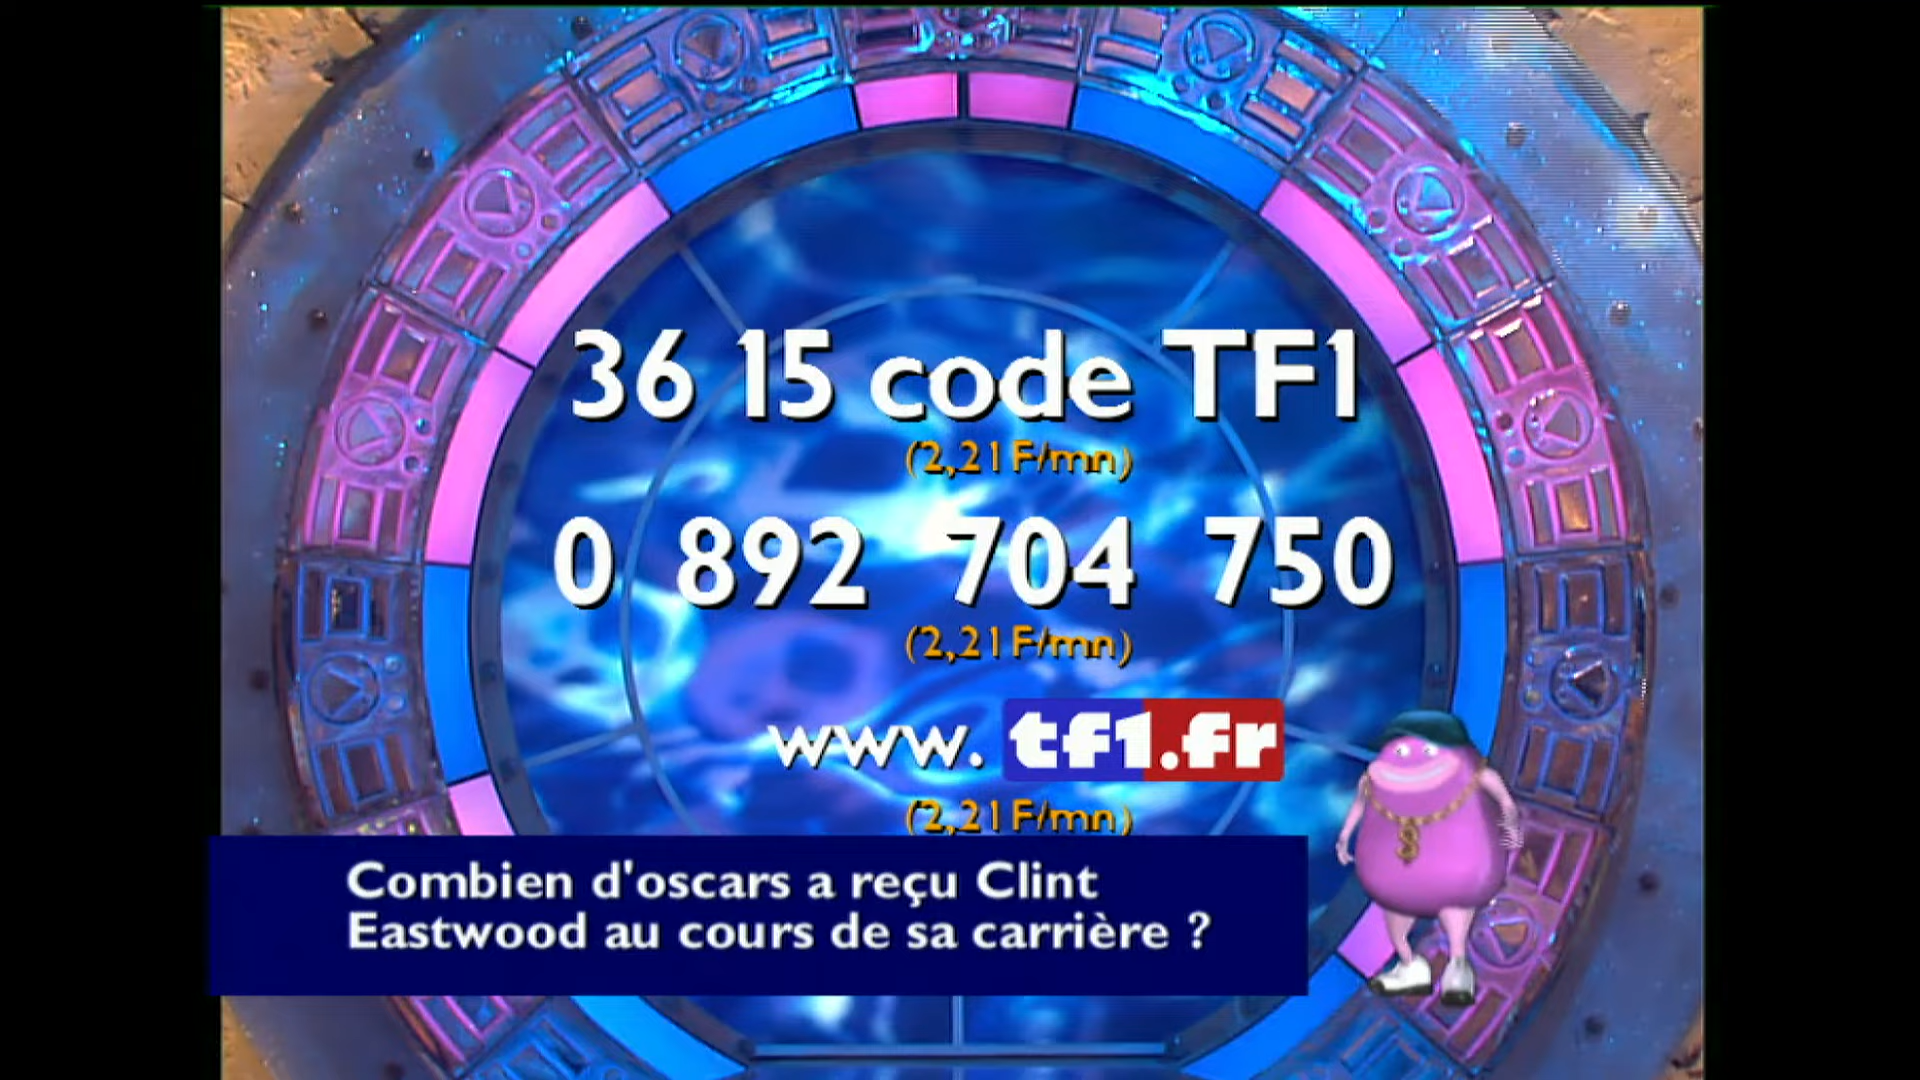 36 15 code TF1
(2,21 F/mn)
0 892 704 750
(2,21 F/mn)
www.tf1.fr
(2,21 F/mn)
Combien d'oscars a reçu Clint
Eastwood au cours de sa carrière ?